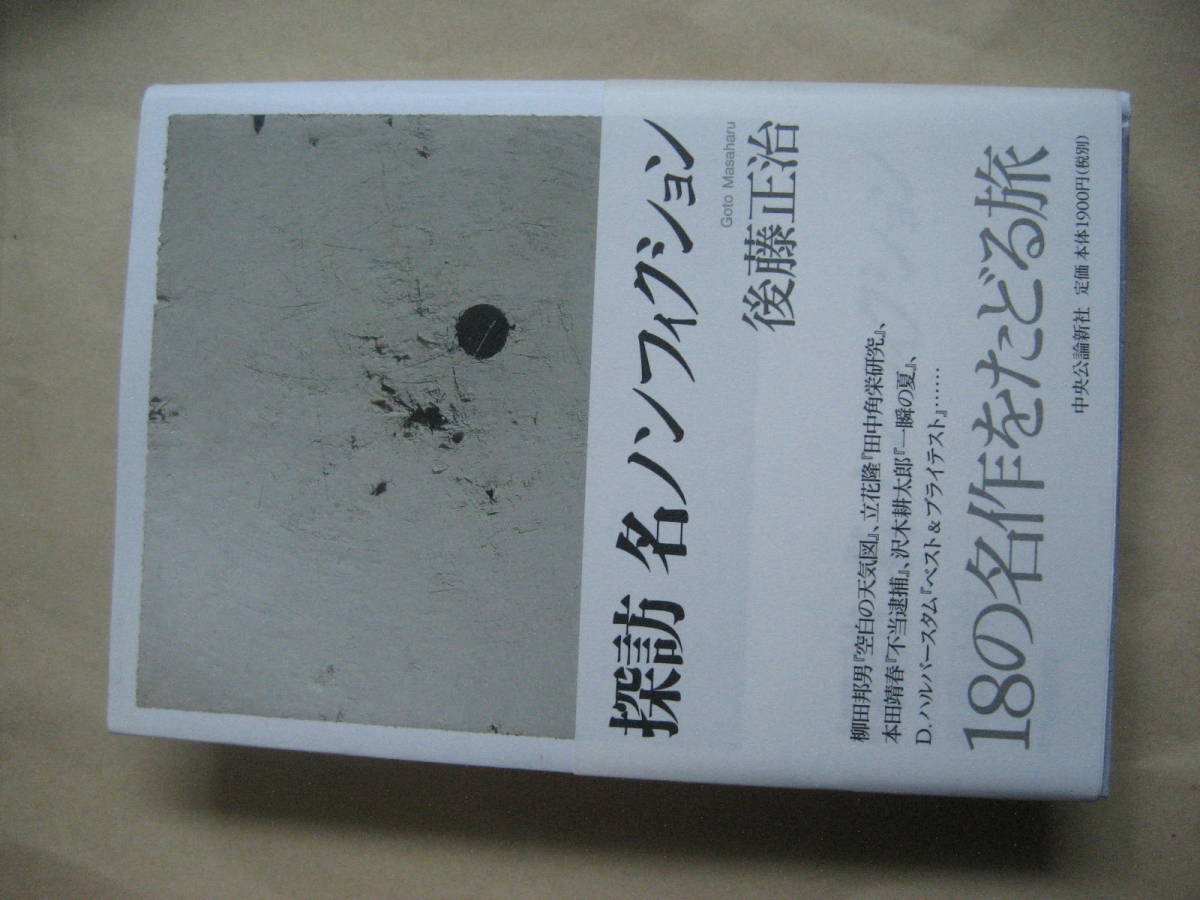 探訪 名ノンフィクション
Goto Masaharu
後藤正治
柳田邦男『空白の天気図』、立花隆『田中角栄研究』、
本田靖春『不当逮捕』、沢木耕太郎『一瞬の夏』、
D.ハルバースタム『ベスト&ブライテスト』……
18の名作をたどる旅
中央公論新社 定価 本体1900円(税別)